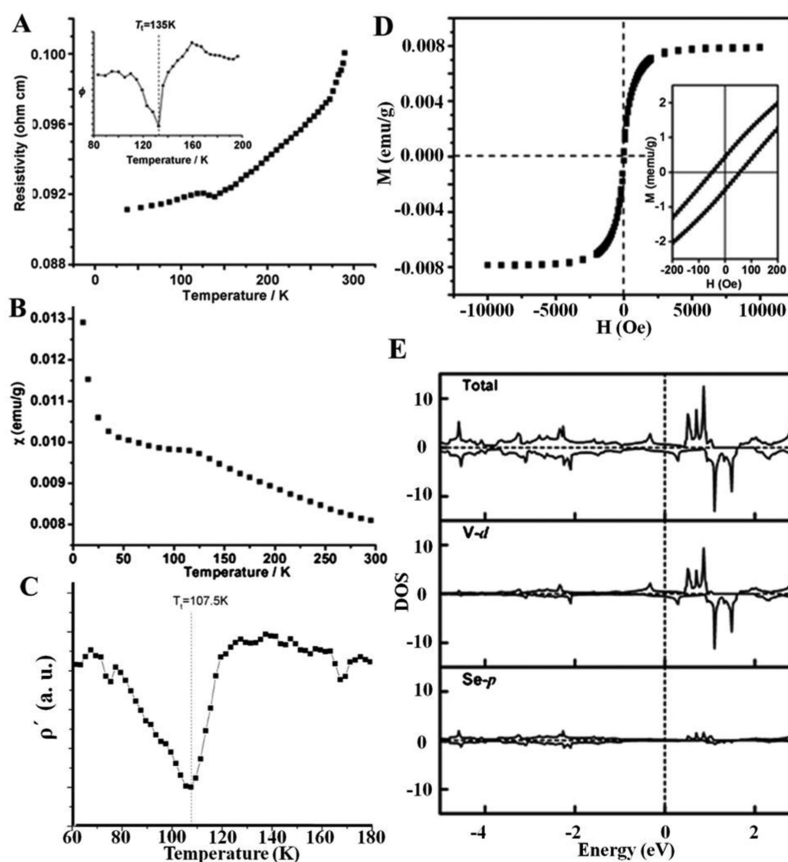 A
Tt=135K
ϕ
80 120 160 200
Temperature / K
0.100
0.096
0.092
0.088
Resistivity (ohm cm)
0 50 100 150 200 250 300
Temperature / K
B
0.013
0.012
0.011
0.010
0.009
0.008
χ (emu/g)
0 50 100 150 200 250 300
Temperature / K
C
Tt=107.5K
ρ´ (a. u.)
60 80 100 120 140 160 180
Temperature (K)
D
0.008
0.004
0.000
-0.004
-0.008
M (emu/g)
-10000 -5000 0 5000 10000
H (Oe)
2
1
0
-1
-2
M (memu/g)
-200 -100 0 100 200
H (Oe)
E
Total
10
0
-10
V-d
10
0
-10
DOS
Se-p
10
0
-10
-4 -2 0 2
Energy (eV)